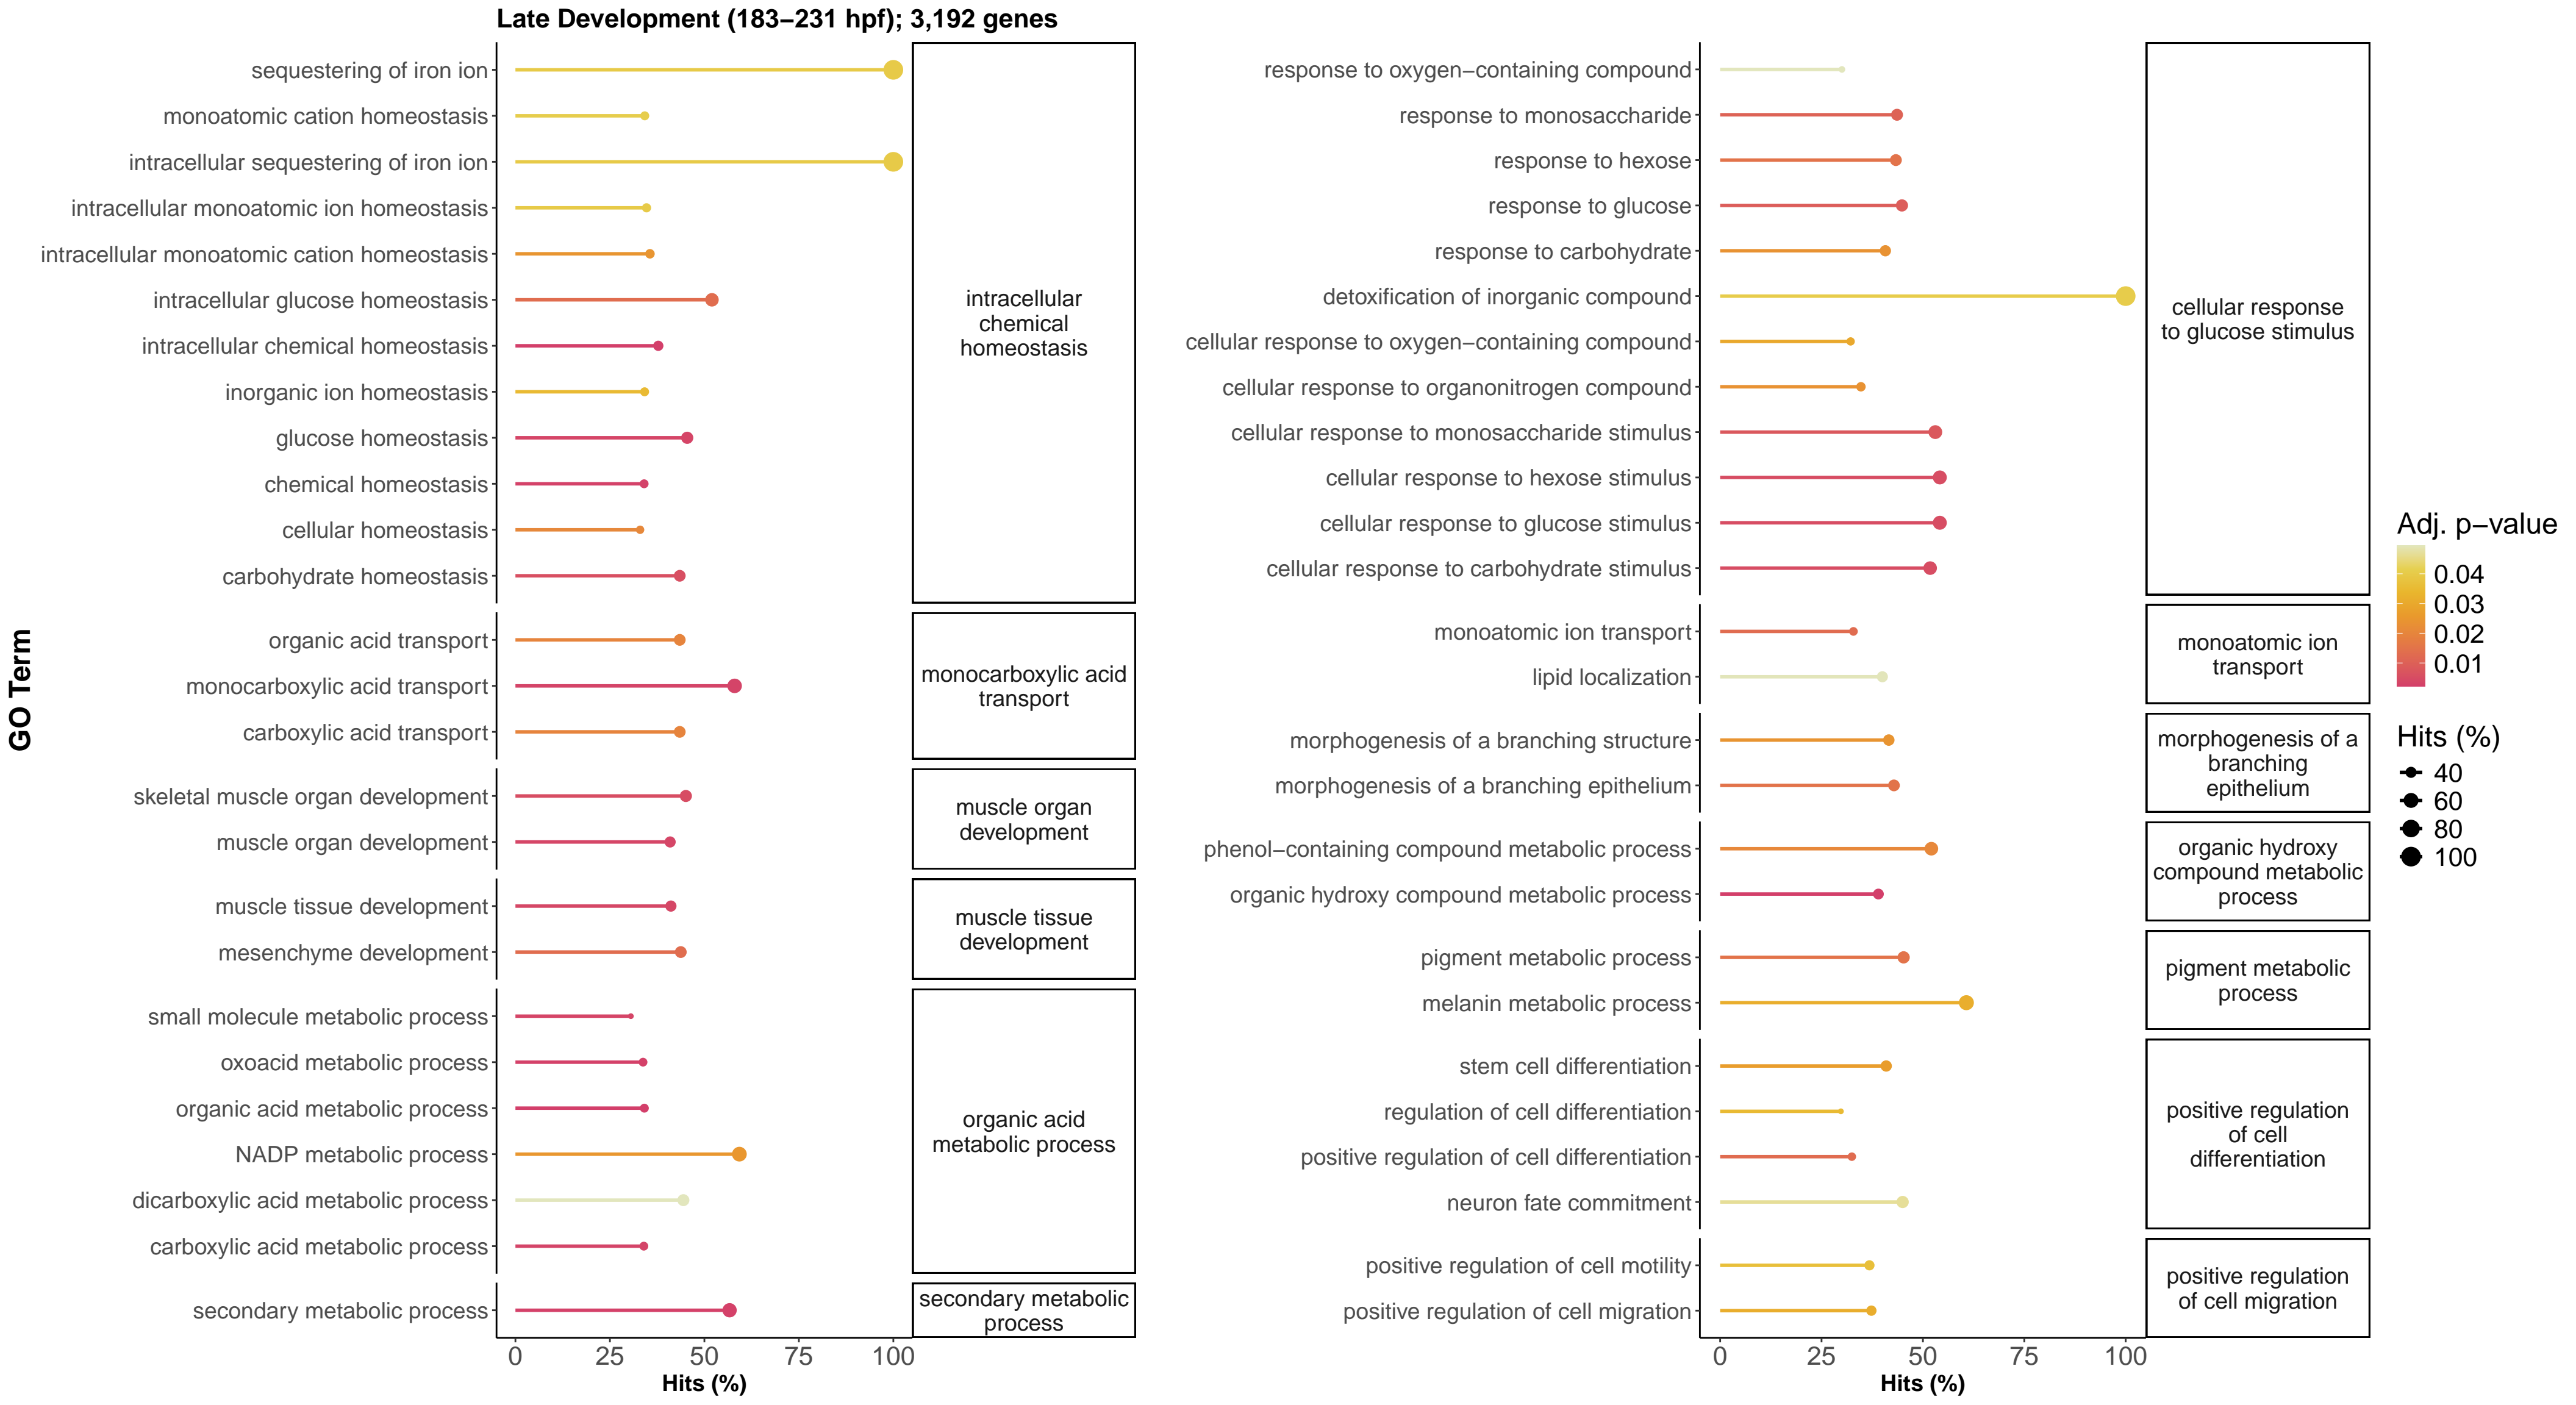 Late Development (183–231 hpf); 3,192 genes
GO Term
sequestering of iron ion
monoatomic cation homeostasis
intracellular sequestering of iron ion
intracellular monoatomic ion homeostasis
intracellular monoatomic cation homeostasis
intracellular glucose homeostasis
intracellular chemical homeostasis
inorganic ion homeostasis
glucose homeostasis
chemical homeostasis
cellular homeostasis
carbohydrate homeostasis
intracellular
chemical
homeostasis
organic acid transport
monocarboxylic acid transport
carboxylic acid transport
monocarboxylic acid
transport
skeletal muscle organ development
muscle organ development
muscle organ
development
muscle tissue development
mesenchyme development
muscle tissue
development
small molecule metabolic process
oxoacid metabolic process
organic acid metabolic process
NADP metabolic process
dicarboxylic acid metabolic process
carboxylic acid metabolic process
organic acid
metabolic process
secondary metabolic process
secondary metabolic
process
0 25 50 75 100
Hits (%)
response to oxygen−containing compound
response to monosaccharide
response to hexose
response to glucose
response to carbohydrate
detoxification of inorganic compound
cellular response to oxygen−containing compound
cellular response to organonitrogen compound
cellular response to monosaccharide stimulus
cellular response to hexose stimulus
cellular response to glucose stimulus
cellular response to carbohydrate stimulus
cellular response
to glucose stimulus
monoatomic ion transport
lipid localization
monoatomic ion
transport
morphogenesis of a branching structure
morphogenesis of a branching epithelium
morphogenesis of a
branching
epithelium
phenol−containing compound metabolic process
organic hydroxy compound metabolic process
organic hydroxy
compound metabolic
process
pigment metabolic process
melanin metabolic process
pigment metabolic
process
stem cell differentiation
regulation of cell differentiation
positive regulation of cell differentiation
neuron fate commitment
positive regulation
of cell
differentiation
positive regulation of cell motility
positive regulation of cell migration
positive regulation
of cell migration
0 25 50 75 100
Hits (%)
Adj. p−value
0.04
0.03
0.02
0.01
Hits (%)
40
60
80
100